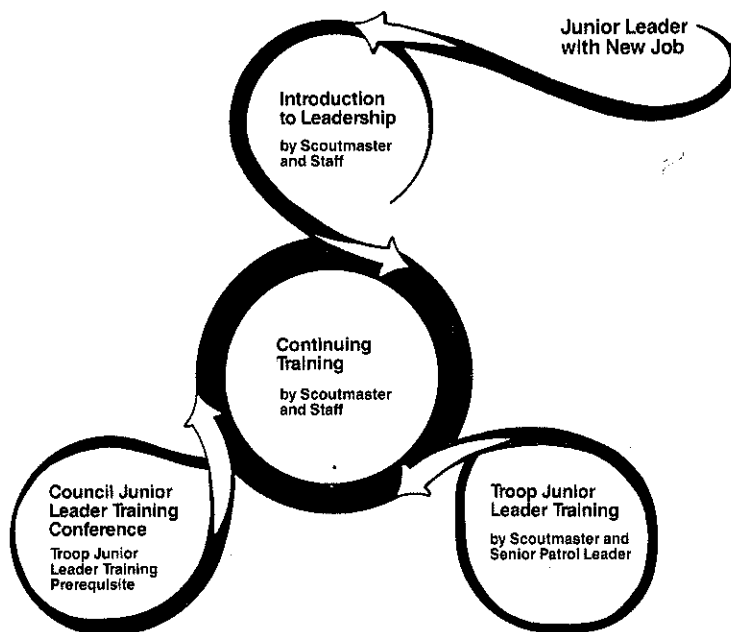 Junior Leader
with New Job
Introduction
to Leadership
by Scoutmaster
and Staff
Continuing
Training
by Scoutmaster
and Staff
Council Junior
Leader Training
Conference
Troop Junior
Leader Training
Prerequisite
Troop Junior
Leader Training
by Scoutmaster and
Senior Patrol Leader